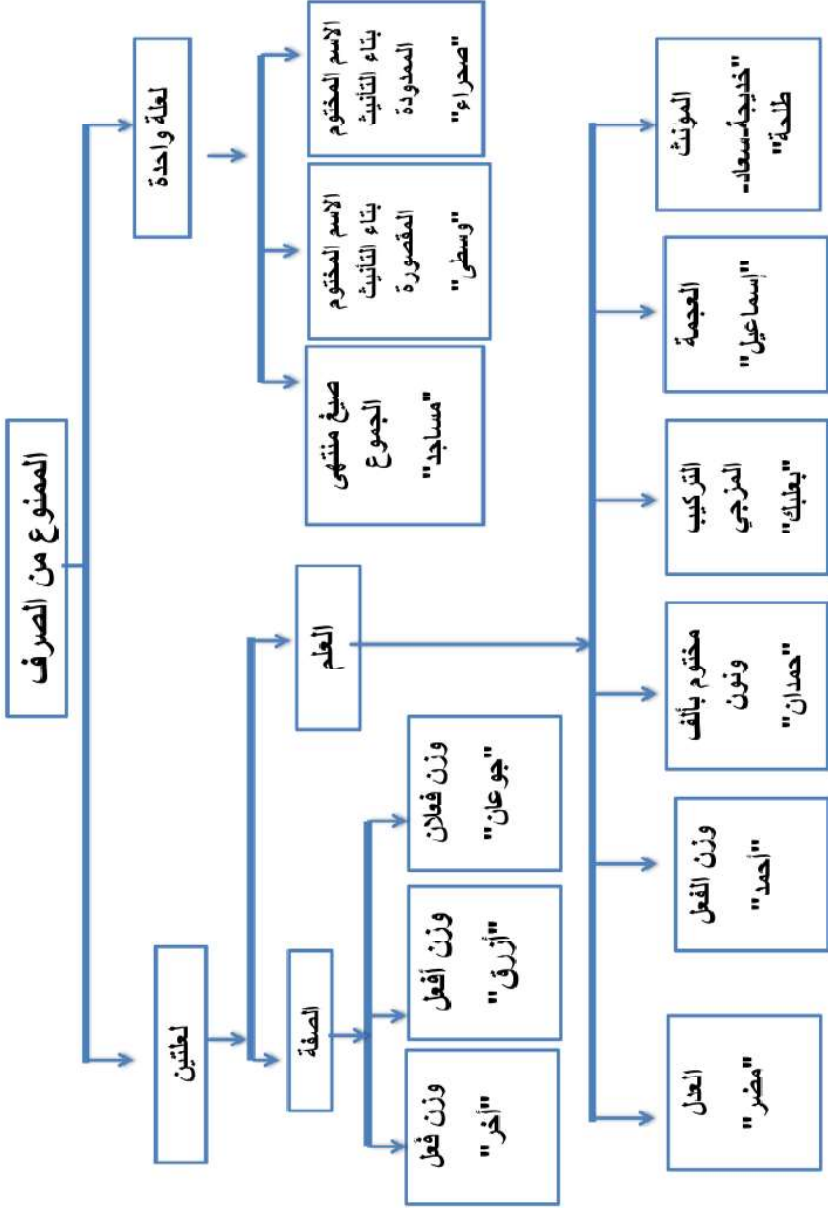 الممنوع من الصرف
لعلة واحدة
لعلتين
الاسم المختوم
بتاء التأنيث
الممدودة
"صحراء"
الاسم المختوم
بتاء التأنيث
المقصورة
"وسطى"
صيغ منتهى
الجموع
"مساجد"
العلم
الصفة
وزن فعلان
"جوعان"
وزن أفعل
"أزرق"
وزن فُعل
"أخر"
المونث
"خديجة-سعاد-
طلحة"
العجمة
"إسماعيل"
التركيب
المزجي
"بعلبك"
مختوم بألف
ونون
"حمدان"
وزن الفعل
"أحمد"
العدل
"مضر"